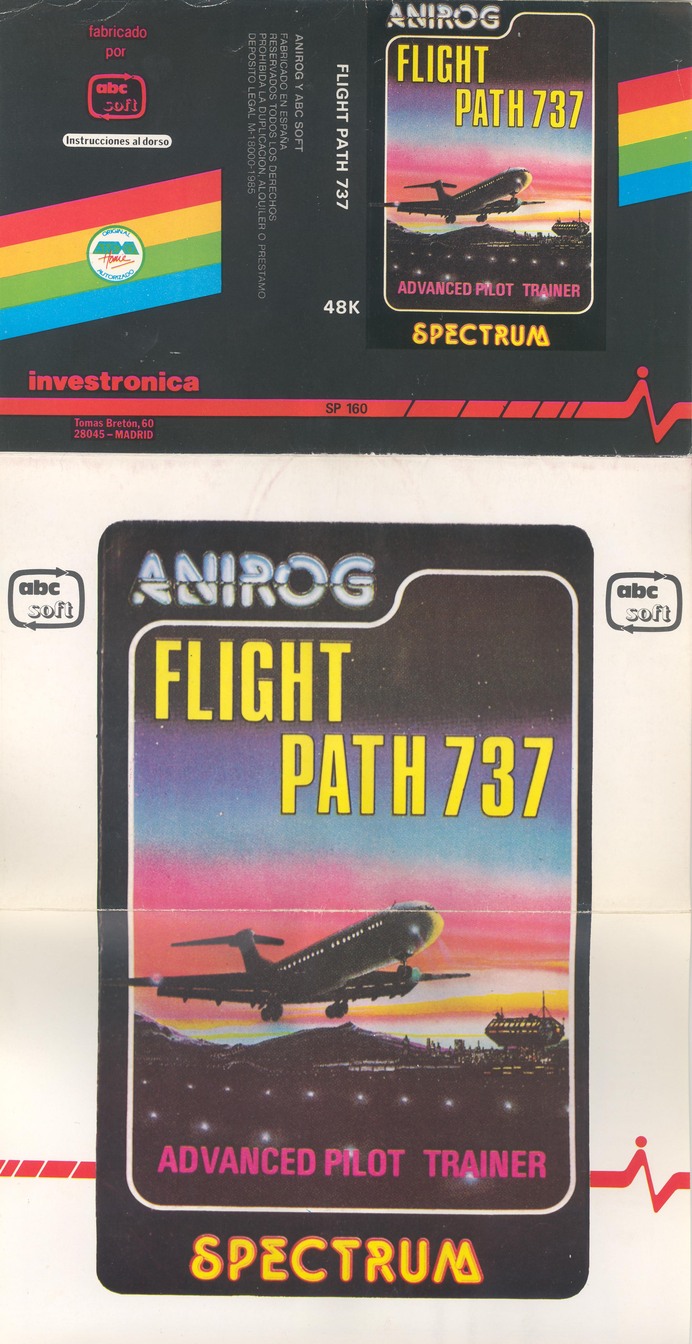 fabricado
por
abc
soft
Instrucciones al dorso
ORIGINAL
Home
AUTORIZADO
investronica
Tomas Bretón, 60
28045 – MADRID
ANIROG Y ABC SOFT
FABRICADO EN ESPAÑA
RESERVADOS TODOS LOS DERECHOS
PROHIBIDA LA DUPLICACION, ALQUILER O PRESTAMO
DEPOSITO LEGAL M-18000-1985
FLIGHT PATH 737
48K
SP 160
ANIROG
FLIGHT
PATH 737
ADVANCED PILOT TRAINER
SPECTRUM
abc
soft
abc
soft
ANIROG
FLIGHT
PATH 737
ADVANCED PILOT TRAINER
SPECTRUM